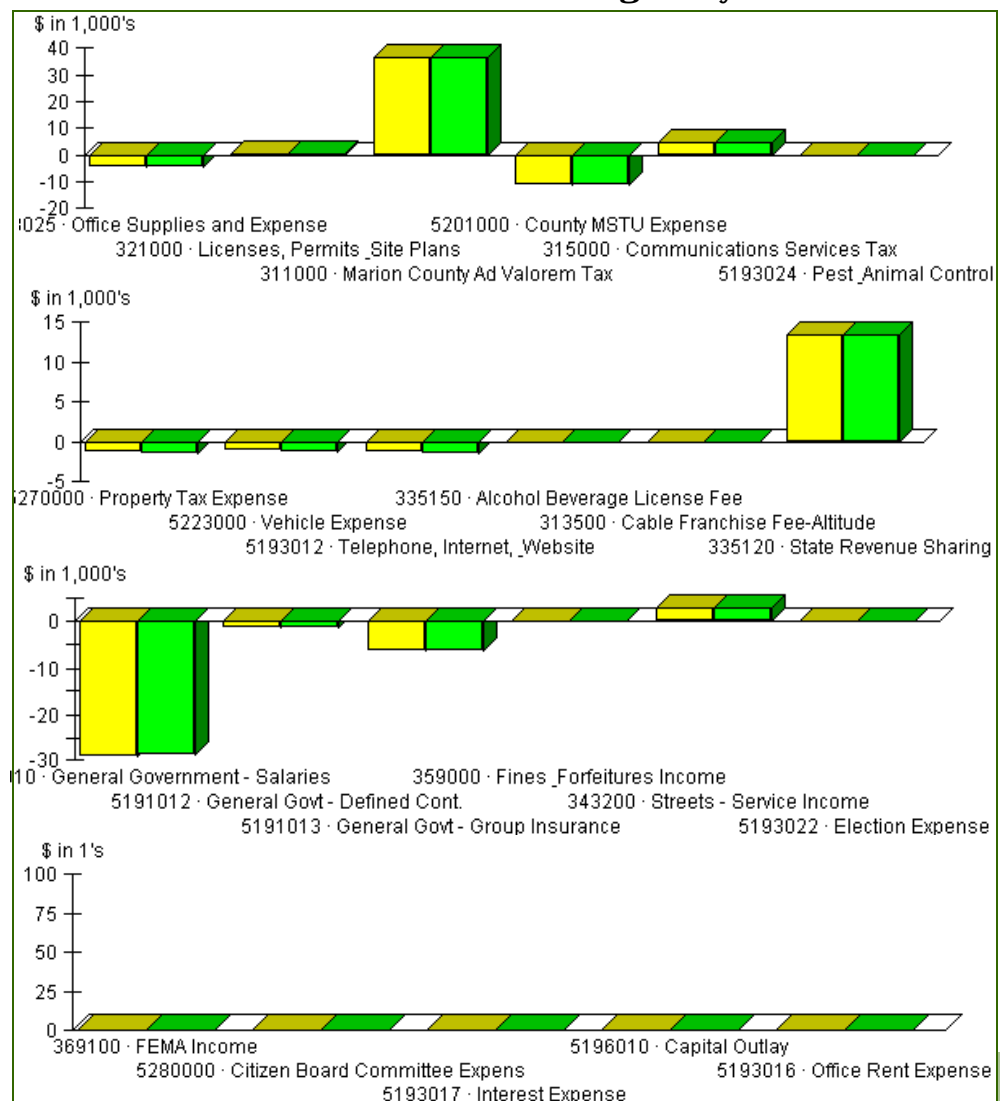 $ in 1,000's
40
30
20
10
0
-10
-20
025 · Office Supplies and Expense
5201000 · County MSTU Expense
321000 · Licenses, Permits _Site Plans
315000 · Communications Services Tax
311000 · Marion County Ad Valorem Tax
5193024 · Pest _Animal Control
$ in 1,000's
15
10
5
0
-5
5270000 · Property Tax Expense
335150 · Alcohol Beverage License Fee
5223000 · Vehicle Expense
313500 · Cable Franchise Fee-Altitude
5193012 · Telephone, Internet, _Website
335120 · State Revenue Sharing
$ in 1,000's
0
-10
-20
-30
10 · General Government - Salaries
359000 · Fines _Forfeitures Income
5191012 · General Govt - Defined Cont.
343200 · Streets - Service Income
5191013 · General Govt - Group Insurance
5193022 · Election Expense
$ in 1's
100
75
50
25
0
369100 · FEMA Income
5196010 · Capital Outlay
5280000 · Citizen Board Committee Expens
5193016 · Office Rent Expense
5193017 · Interest Expense